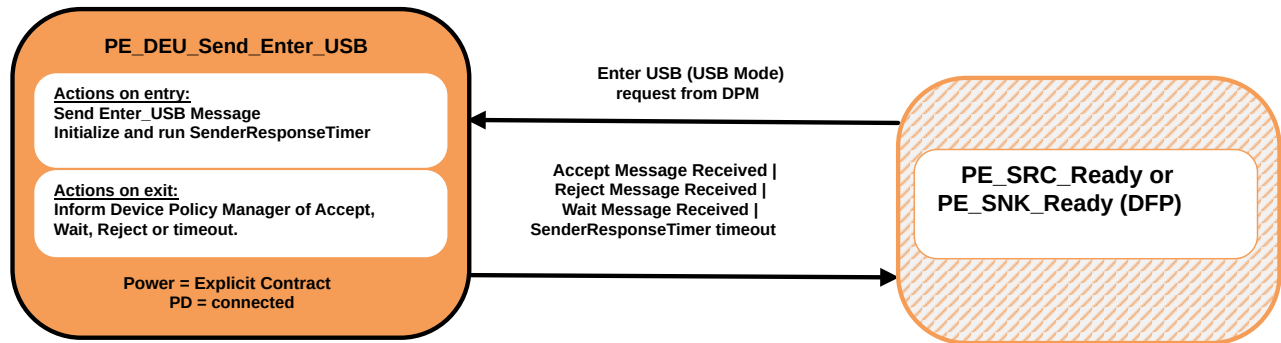 PE_DEU_Send_Enter_USB
Actions on entry:
Send Enter_USB Message
Initialize and run SenderResponseTimer
Actions on exit:
Inform Device Policy Manager of Accept,
Wait, Reject or timeout.
Power = Explicit Contract
PD = connected
Enter USB (USB Mode)
request from DPM
Accept Message Received |
Reject Message Received |
Wait Message Received |
SenderResponseTimer timeout
PE_SRC_Ready or
PE_SNK_Ready (DFP)